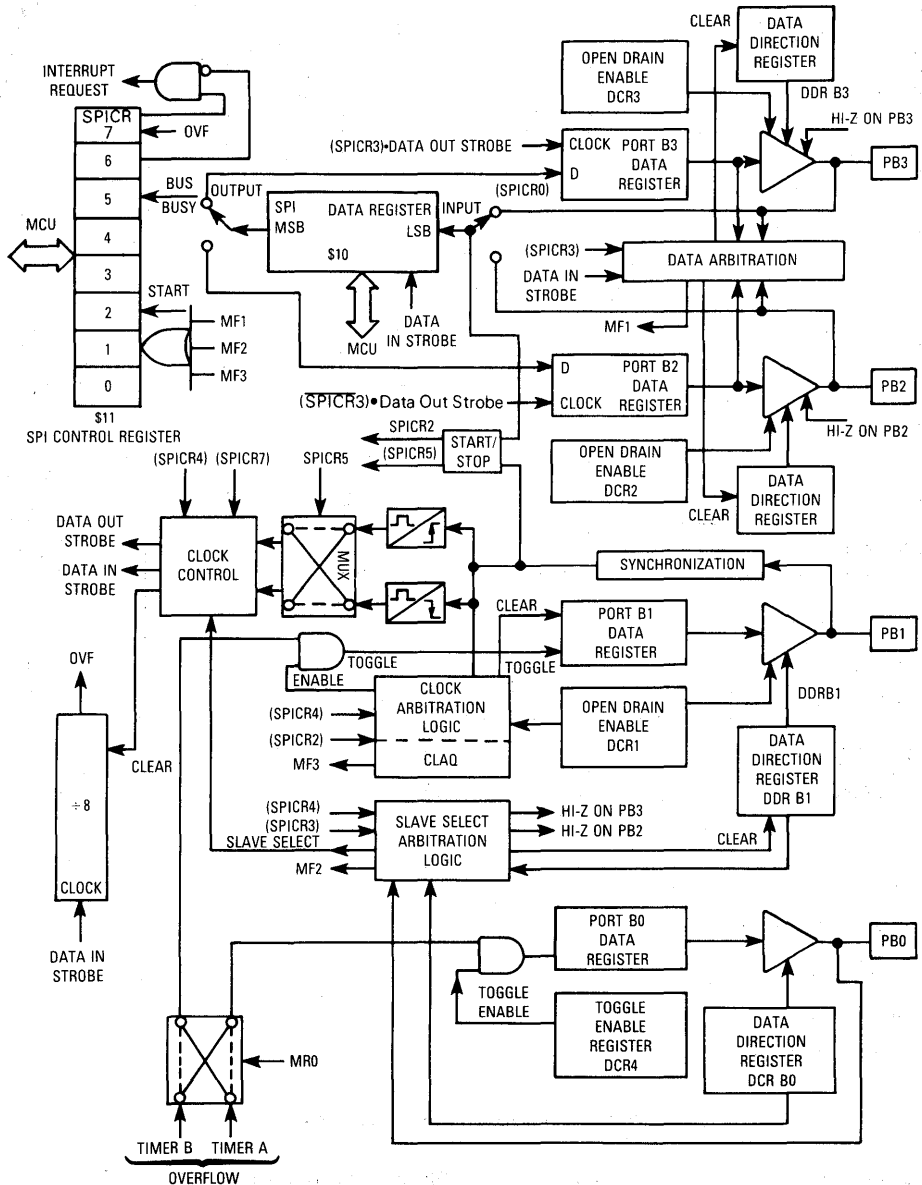 CLEAR
DATA
DIRECTION
REGISTER
OPEN DRAIN
ENABLE
DCR3
DDR B3
HI-Z ON PB3
INTERRUPT
REQUEST
SPICR
7
OVF
6
5
4
3
2
1
0
$11
SPI CONTROL REGISTER
MCU
BUS
BUSY
START
MF1
MF2
MF3
(SPICR3)•DATA OUT STROBE
CLOCK
D
PORT B3
DATA
REGISTER
PB3
OUTPUT
SPI
MSB
DATA REGISTER
LSB
$10
INPUT
(SPICR0)
MCU
DATA
IN STROBE
(SPICR3)
DATA IN
STROBE
DATA ARBITRATION
MF1
D
CLOCK
PORT B2
DATA
REGISTER
PB2
HI-Z ON PB2
(SPICR3)•Data Out Strobe
SPICR2
(SPICR5)
START/
STOP
OPEN DRAIN
ENABLE
DCR2
CLEAR
DATA
DIRECTION
REGISTER
(SPICR4)
(SPICR7)
SPICR5
DATA OUT
STROBE
DATA IN
STROBE
CLOCK
CONTROL
MUX
SYNCHRONIZATION
CLEAR
PORT B1
DATA
REGISTER
PB1
TOGGLE
TOGGLE
ENABLE
DDRB1
OVF
÷8
CLOCK
CLEAR
DATA IN
STROBE
(SPICR4)
(SPICR2)
MF3
CLOCK
ARBITRATION
LOGIC
CLAQ
OPEN DRAIN
ENABLE
DCR1
DATA
DIRECTION
REGISTER
DDR B1
(SPICR4)
(SPICR3)
SLAVE SELECT
MF2
SLAVE SELECT
ARBITRATION
LOGIC
HI-Z ON PB3
HI-Z ON PB2
CLEAR
PORT B0
DATA
REGISTER
PB0
TOGGLE
ENABLE
TOGGLE
ENABLE
REGISTER
DCR4
DATA
DIRECTION
REGISTER
DCR B0
MR0
TIMER B
TIMER A
OVERFLOW